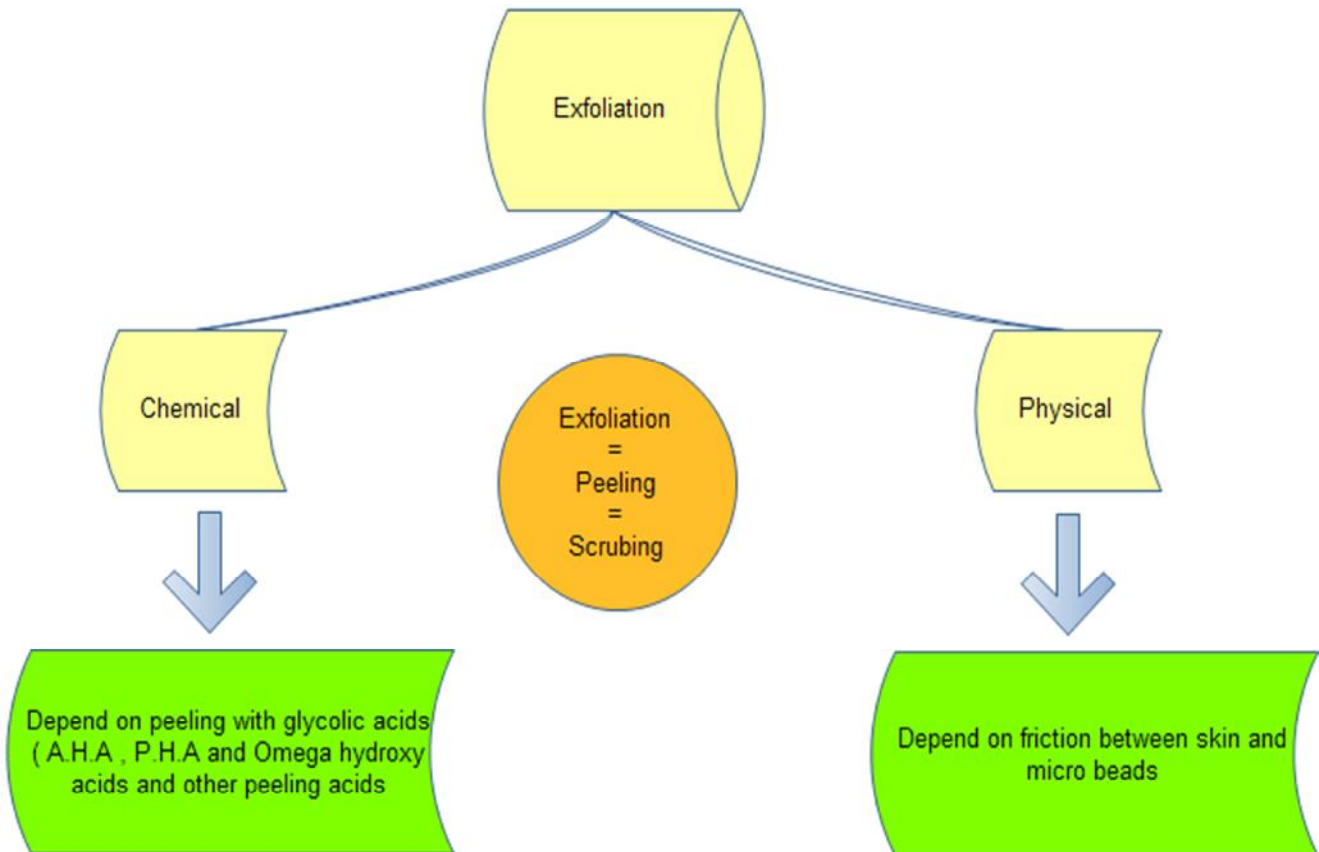 Exfoliation
Chemical
Exfoliation
=
Peeling
=
Scrubing
Physical
Depend on peeling with glycolic acids
( A.H.A , P.H.A and Omega hydroxy
acids and other peeling acids
Depend on friction between skin and
micro beads